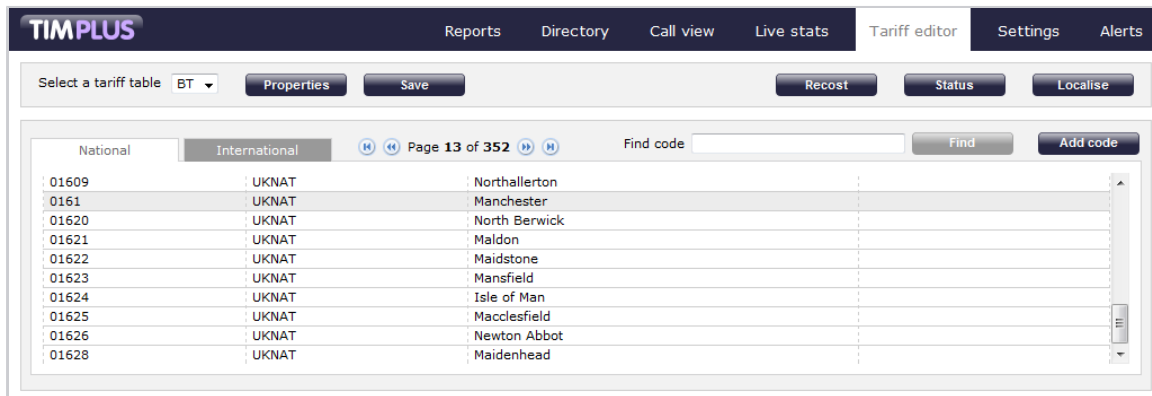 TIMPLUS Reports Directory Call view Live stats Tariff editor Settings Alerts
Select a tariff table BT Properties Save Recost Status Localise
National International Page 13 of 352 Find code Find Add code
01609 UKNAT Northallerton
0161 UKNAT Manchester
01620 UKNAT North Berwick
01621 UKNAT Maldon
01622 UKNAT Maidstone
01623 UKNAT Mansfield
01624 UKNAT Isle of Man
01625 UKNAT Macclesfield
01626 UKNAT Newton Abbot
01628 UKNAT Maidenhead